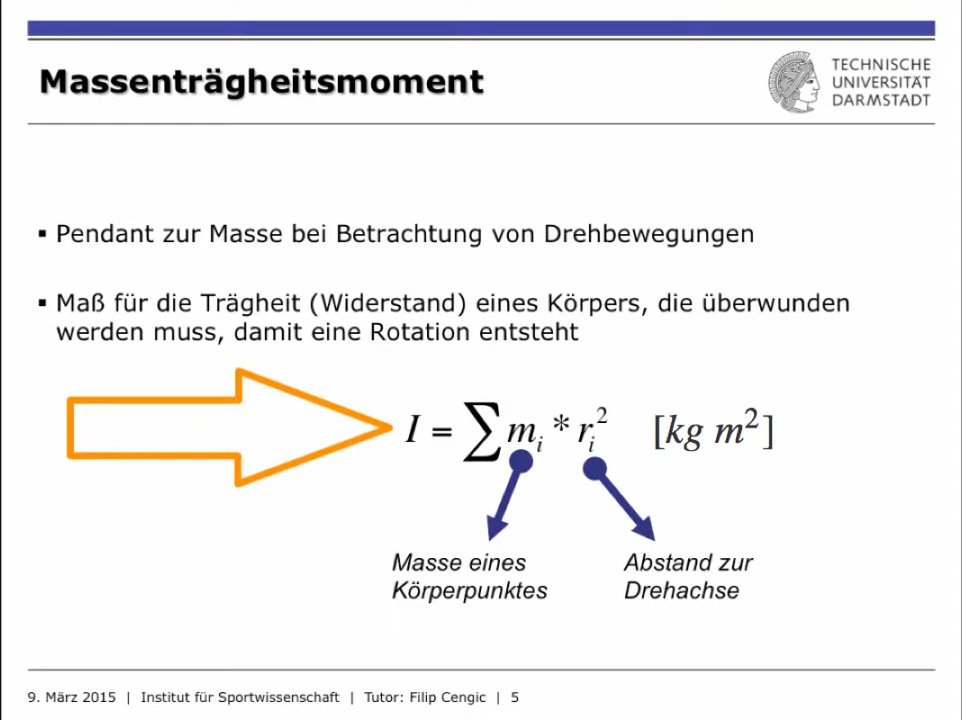 Massenträgheitsmoment
TECHNISCHE
UNIVERSITÄT
DARMSTADT
▪ Pendant zur Masse bei Betrachtung von Drehbewegungen
▪ Maß für die Trägheit (Widerstand) eines Körpers, die überwunden
werden muss, damit eine Rotation entsteht
I = ∑ m_i * r_i^2 [kg m^2]
Masse eines
Körperpunktes
Abstand zur
Drehachse
9. März 2015 | Institut für Sportwissenschaft | Tutor: Filip Cengic | 5